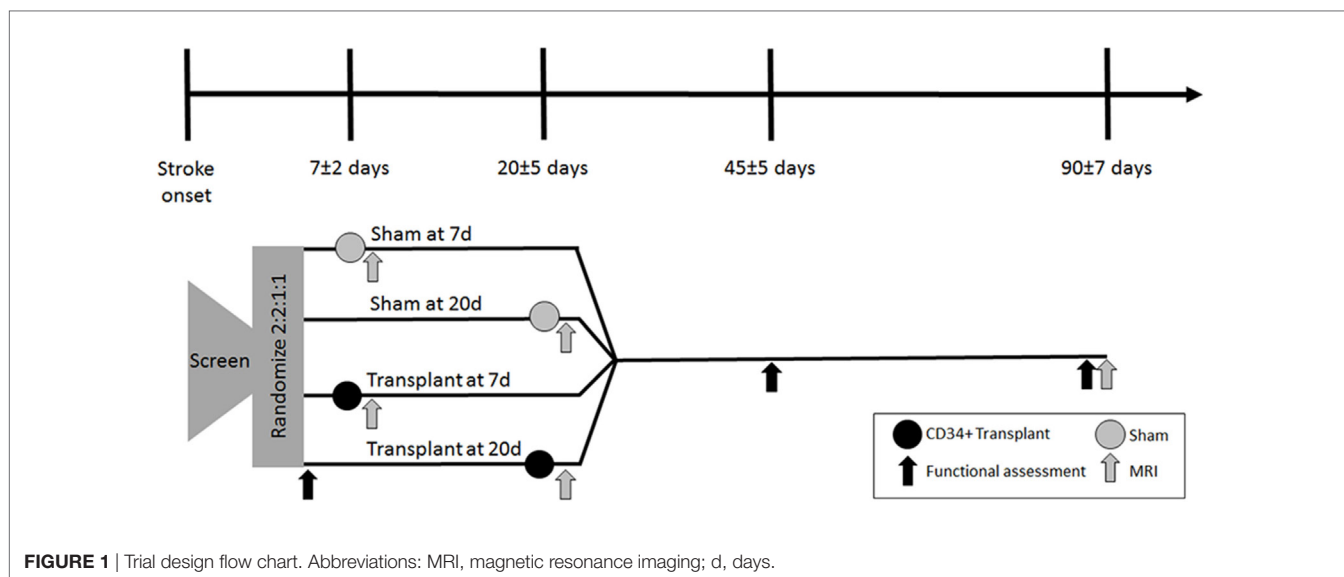 Stroke
onset
7±2 days
20±5 days
45±5 days
90±7 days
Screen
Randomize 2:2:1:1
Sham at 7d
Sham at 20d
Transplant at 7d
Transplant at 20d
CD34+ Transplant
Sham
Functional assessment
MRI
FIGURE 1 | Trial design flow chart. Abbreviations: MRI, magnetic resonance imaging; d, days.